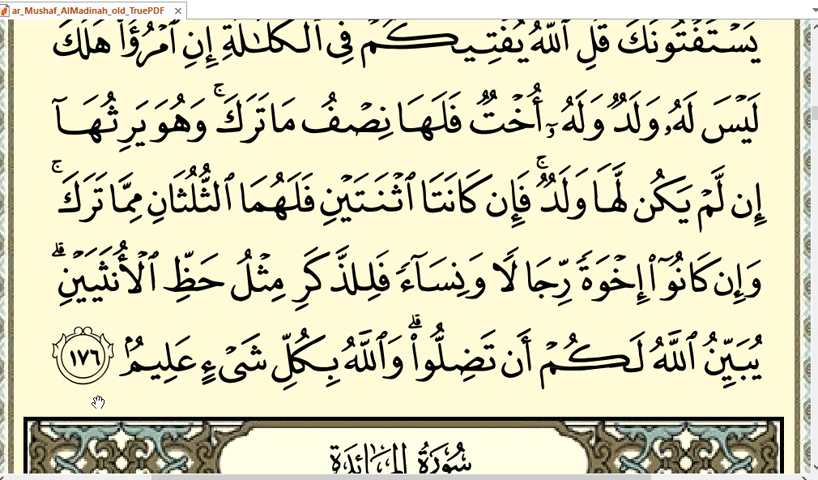 ar_Mushaf_AlMadinah_old_TruePDF
يَسْتَفْتُونَكَ قُلِ ٱللَّهُ يُفْتِيكُمْ فِى ٱلْكَلَٰلَةِ إِنِ ٱمْرُؤٌا۟ هَلَكَ
لَيْسَ لَهُۥ وَلَدٌ وَلَهُۥٓ أُخْتٌ فَلَهَا نِصْفُ مَا تَرَكَ ۚ وَهُوَ يَرِثُهَآ
إِن لَّمْ يَكُن لَّهَا وَلَدٌ ۚ فَإِن كَانَتَا ٱثْنَتَيْنِ فَلَهُمَا ٱلثُّلُثَانِ مِمَّا تَرَكَ ۚ
وَإِن كَانُوٓا۟ إِخْوَةً رِّجَالًا وَنِسَآءً فَلِلذَّكَرِ مِثْلُ حَظِّ ٱلْأُنثَيَيْنِ ۗ
يُبَيِّنُ ٱللَّهُ لَكُمْ أَن تَضِلُّوا۟ ۗ وَٱللَّهُ بِكُلِّ شَىْءٍ عَلِيمٌۢ ١٧٦
سُورَةُ المَائِدَةِ